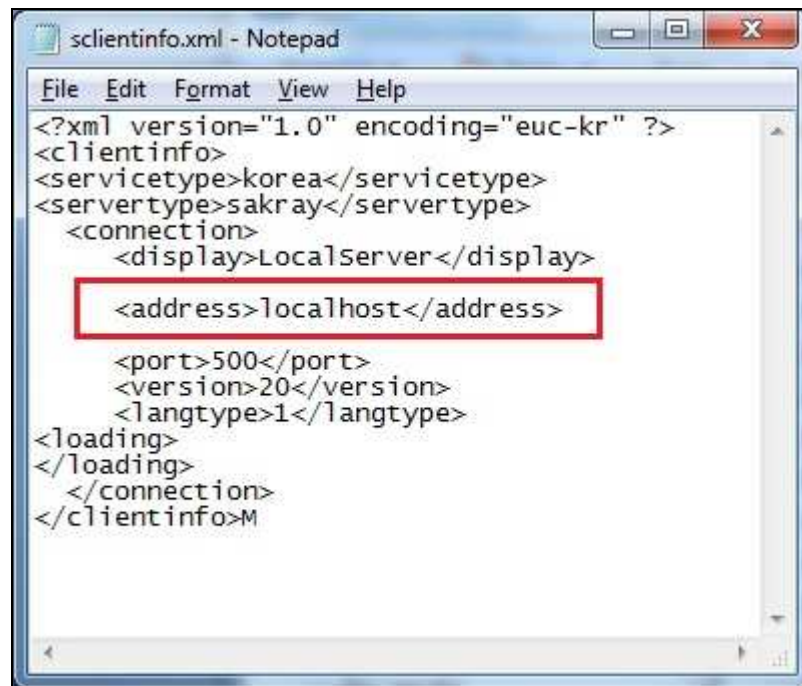 sclientinfo.xml - Notepad
File Edit Format View Help
<?xml version="1.0" encoding="euc-kr" ?>
<clientinfo>
<servicetype>korea</servicetype>
<servertype>sakray</servertype>
<connection>
<display>LocalServer</display>
<address>localhost</address>
<port>500</port>
<version>20</version>
<langtype>1</langtype>
<loading>
</loading>
</connection>
</clientinfo>M